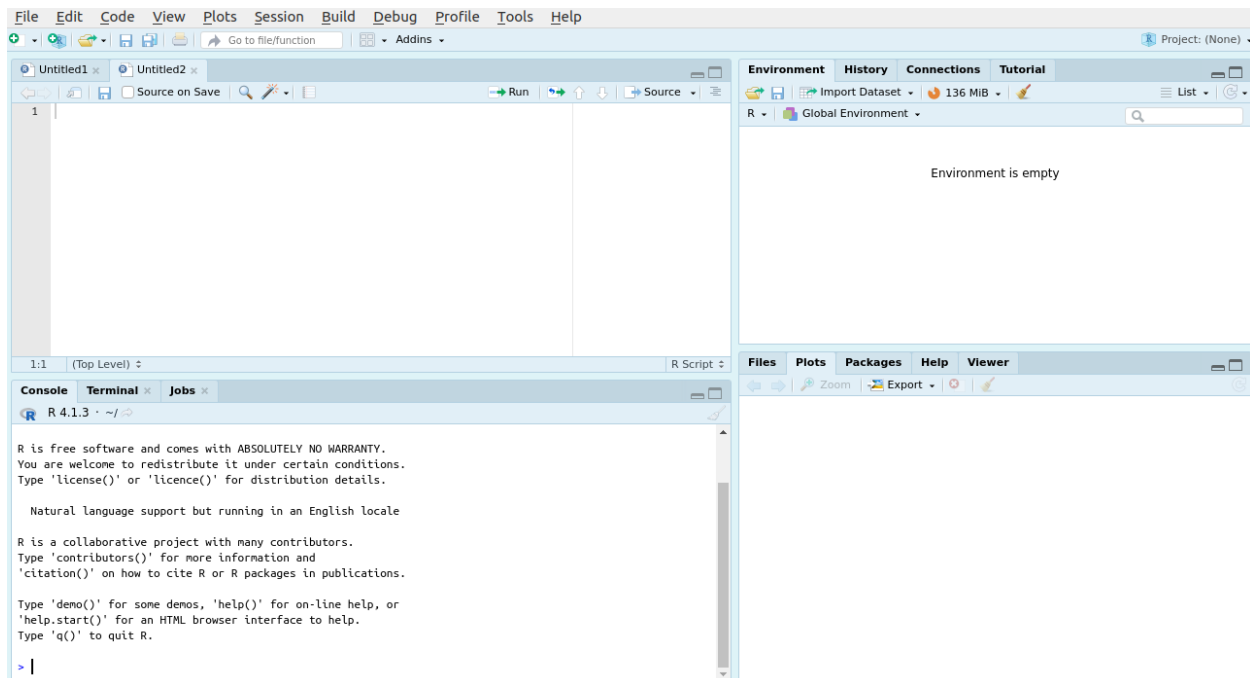 File Edit Code View Plots Session Build Debug Profile Tools Help
Go to file/function Addins Project: (None)
Untitled1 Untitled2
Source on Save Run Source
1
1:1 (Top Level) R Script
Console Terminal Jobs
R 4.1.3 · ~/
R is free software and comes with ABSOLUTELY NO WARRANTY.
You are welcome to redistribute it under certain conditions.
Type 'license()' or 'licence()' for distribution details.
Natural language support but running in an English locale
R is a collaborative project with many contributors.
Type 'contributors()' for more information and
'citation()' on how to cite R or R packages in publications.
Type 'demo()' for some demos, 'help()' for on-line help, or
'help.start()' for an HTML browser interface to help.
Type 'q()' to quit R.
>
Environment History Connections Tutorial
Import Dataset 136 MiB List
R Global Environment
Environment is empty
Files Plots Packages Help Viewer
Zoom Export